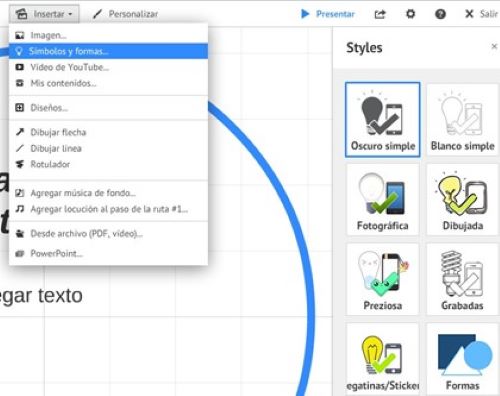 Insertar
Personalizar
Presentar
Salir
Imagen...
Símbolos y formas...
Vídeo de YouTube...
Mis contenidos...
Diseños...
Dibujar flecha
Dibujar línea
Rotulador
Agregar música de fondo...
Agregar locución al paso de la ruta #1...
Desde archivo (PDF, vídeo)...
PowerPoint...
egar texto
Styles
Oscuro simple
Blanco simple
Fotográfica
Dibujada
Preziosa
Grabadas
egatinas/Sticker
Formas